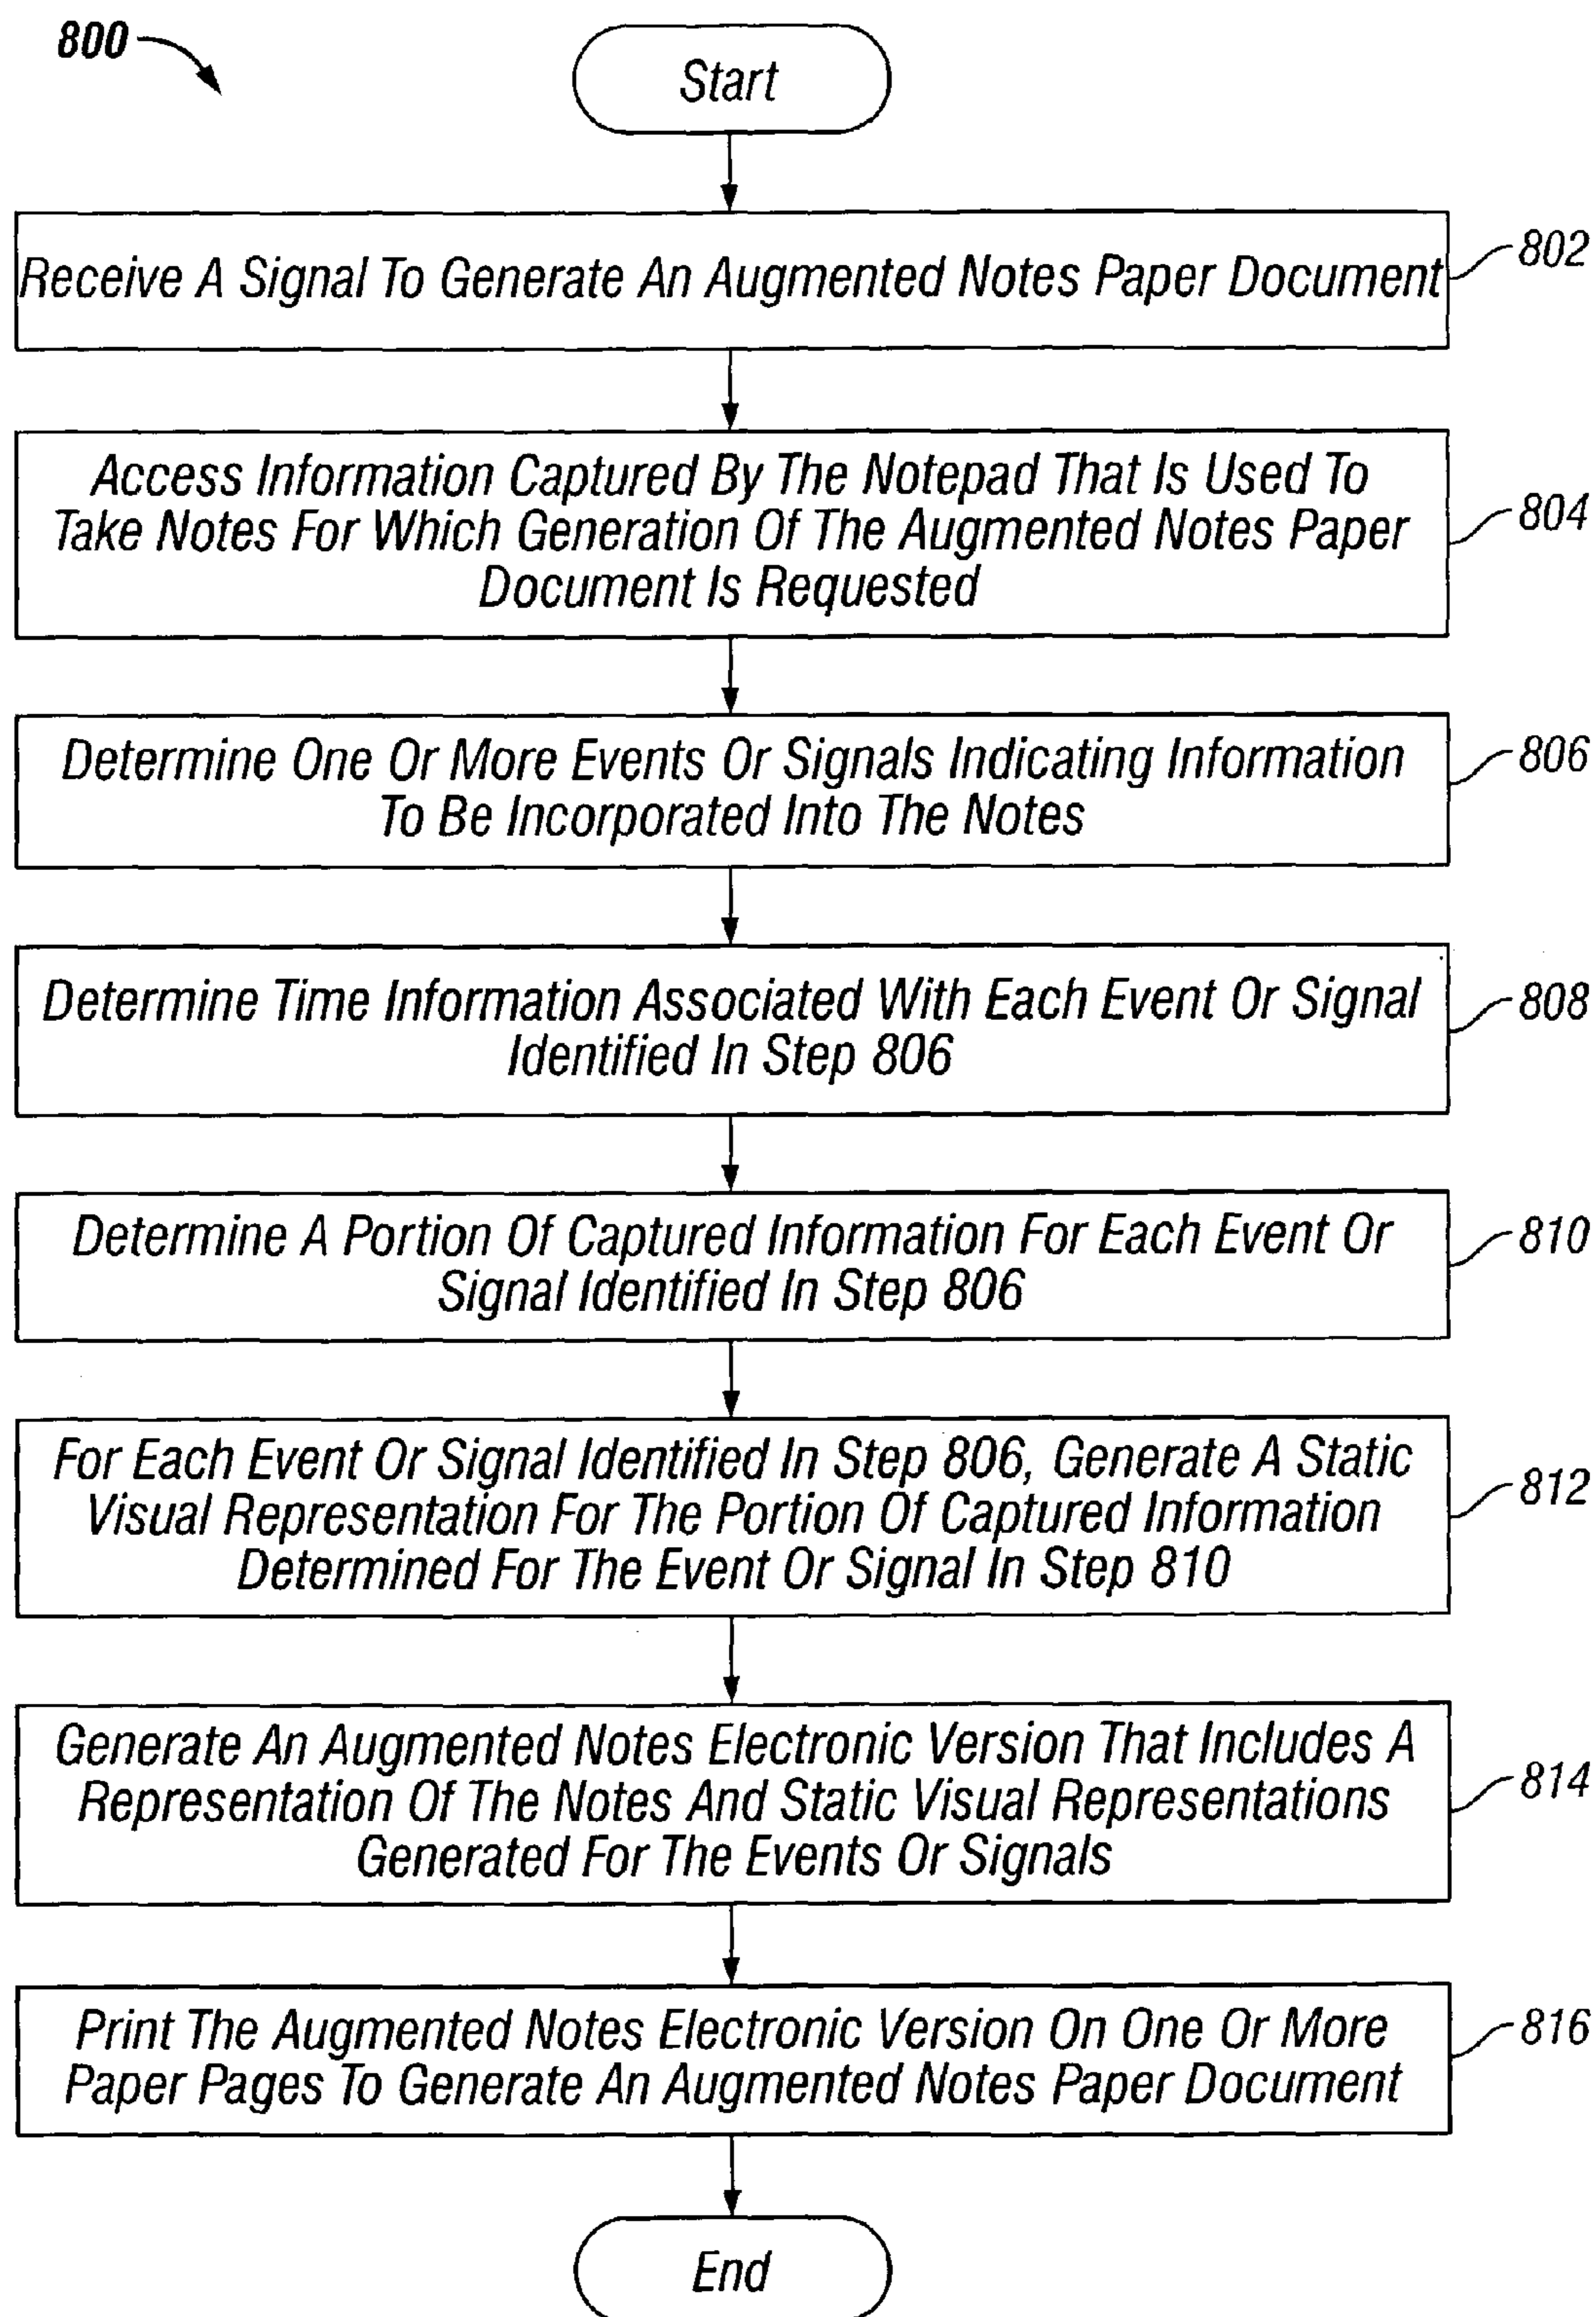 800
Start
Receive A Signal To Generate An Augmented Notes Paper Document
802
Access Information Captured By The Notepad That Is Used To
Take Notes For Which Generation Of The Augmented Notes Paper
Document Is Requested
804
Determine One Or More Events Or Signals Indicating Information
To Be Incorporated Into The Notes
806
Determine Time Information Associated With Each Event Or Signal
Identified In Step 806
808
Determine A Portion Of Captured Information For Each Event Or
Signal Identified In Step 806
810
For Each Event Or Signal Identified In Step 806, Generate A Static
Visual Representation For The Portion Of Captured Information
Determined For The Event Or Signal In Step 810
812
Generate An Augmented Notes Electronic Version That Includes A
Representation Of The Notes And Static Visual Representations
Generated For The Events Or Signals
814
Print The Augmented Notes Electronic Version On One Or More
Paper Pages To Generate An Augmented Notes Paper Document
816
End